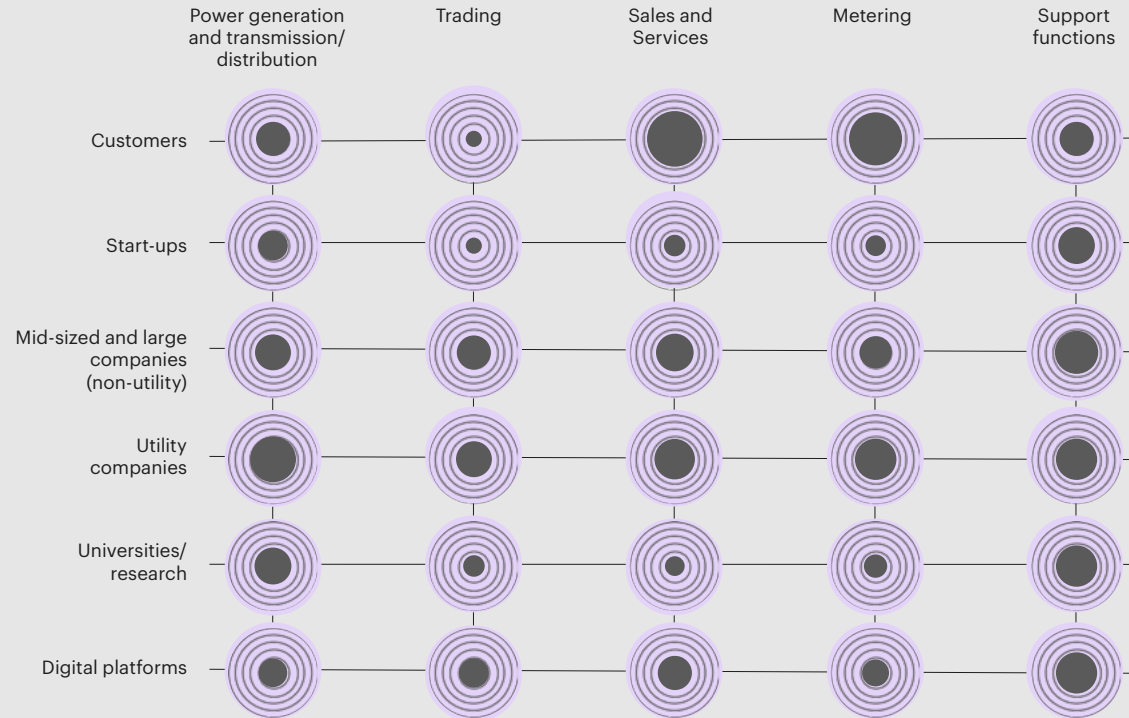 Power generation
and transmission/
distribution
Trading
Sales and
Services
Metering
Support
functions
Customers
Start-ups
Mid-sized and large
companies
(non-utility)
Utility
companies
Universities/
research
Digital platforms